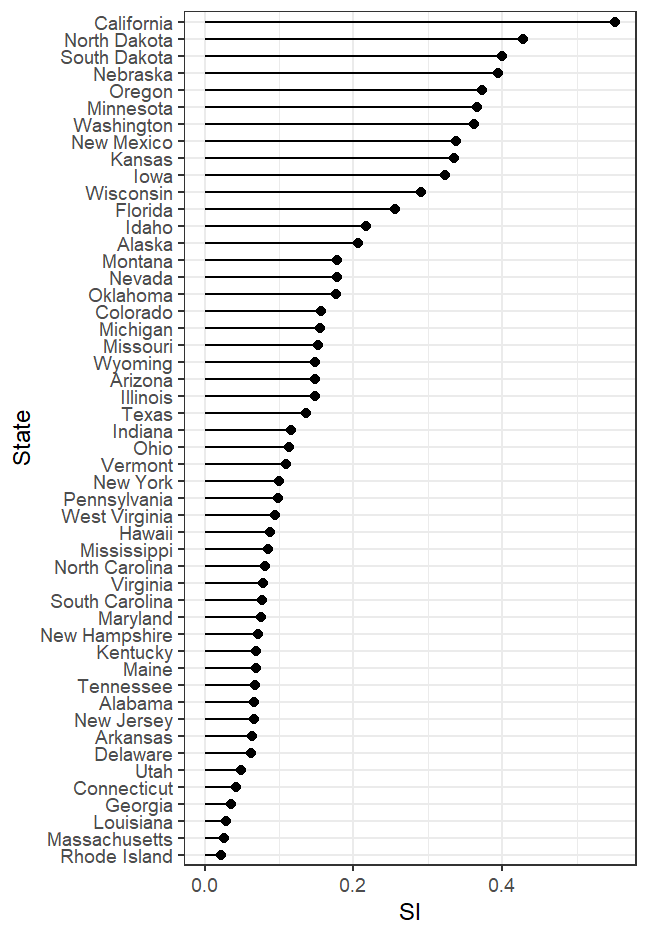 California
North Dakota
South Dakota
Nebraska
Oregon
Minnesota
Washington
New Mexico
Kansas
Iowa
Wisconsin
Florida
Idaho
Alaska
Montana
Nevada
Oklahoma
Colorado
Michigan
Missouri
Wyoming
Arizona
Illinois
Texas
Indiana
Ohio
Vermont
New York
Pennsylvania
West Virginia
Hawaii
Mississippi
North Carolina
Virginia
South Carolina
Maryland
New Hampshire
Kentucky
Maine
Tennessee
Alabama
New Jersey
Arkansas
Delaware
Utah
Connecticut
Georgia
Louisiana
Massachusetts
Rhode Island
State
0.0 0.2 0.4
SI